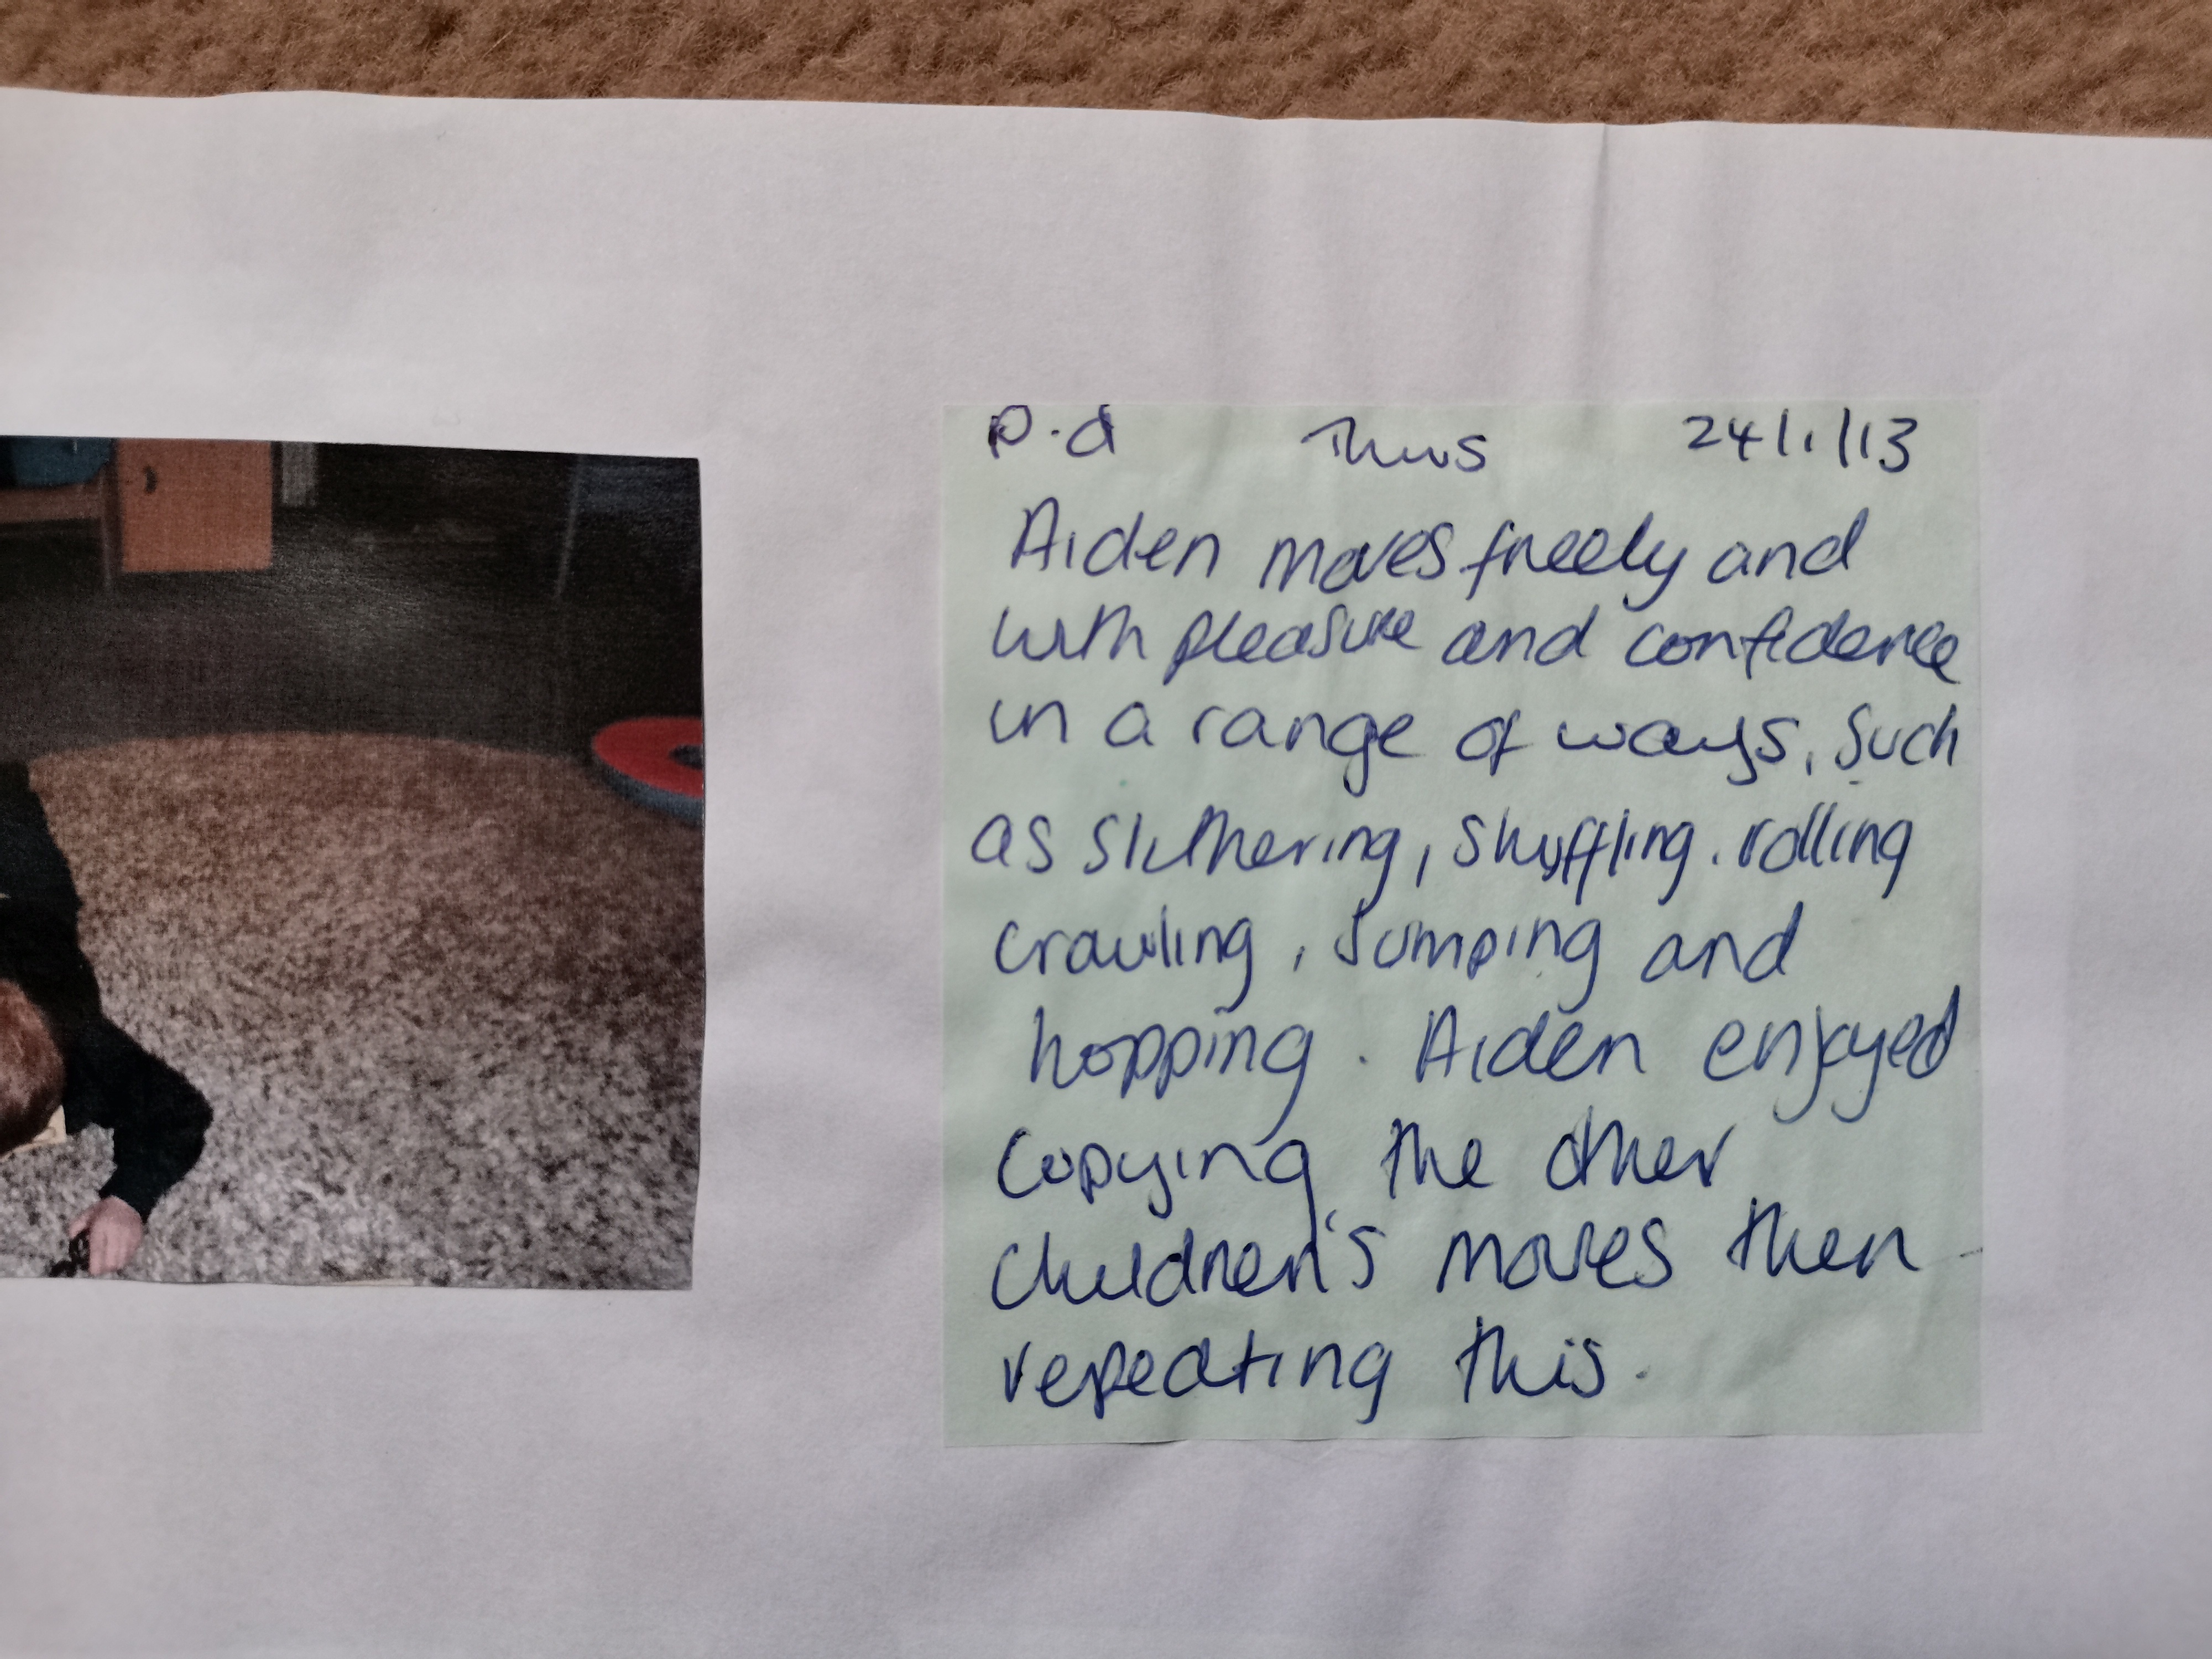 P.d Thurs 24/1/13
Aiden moves freely and
with pleasure and confidence
in a range of ways, such
as slithering, shuffling. rolling
crawling, Jumping and
hopping. Aiden enjoyed
copying the other
children's moves then
repeating this.